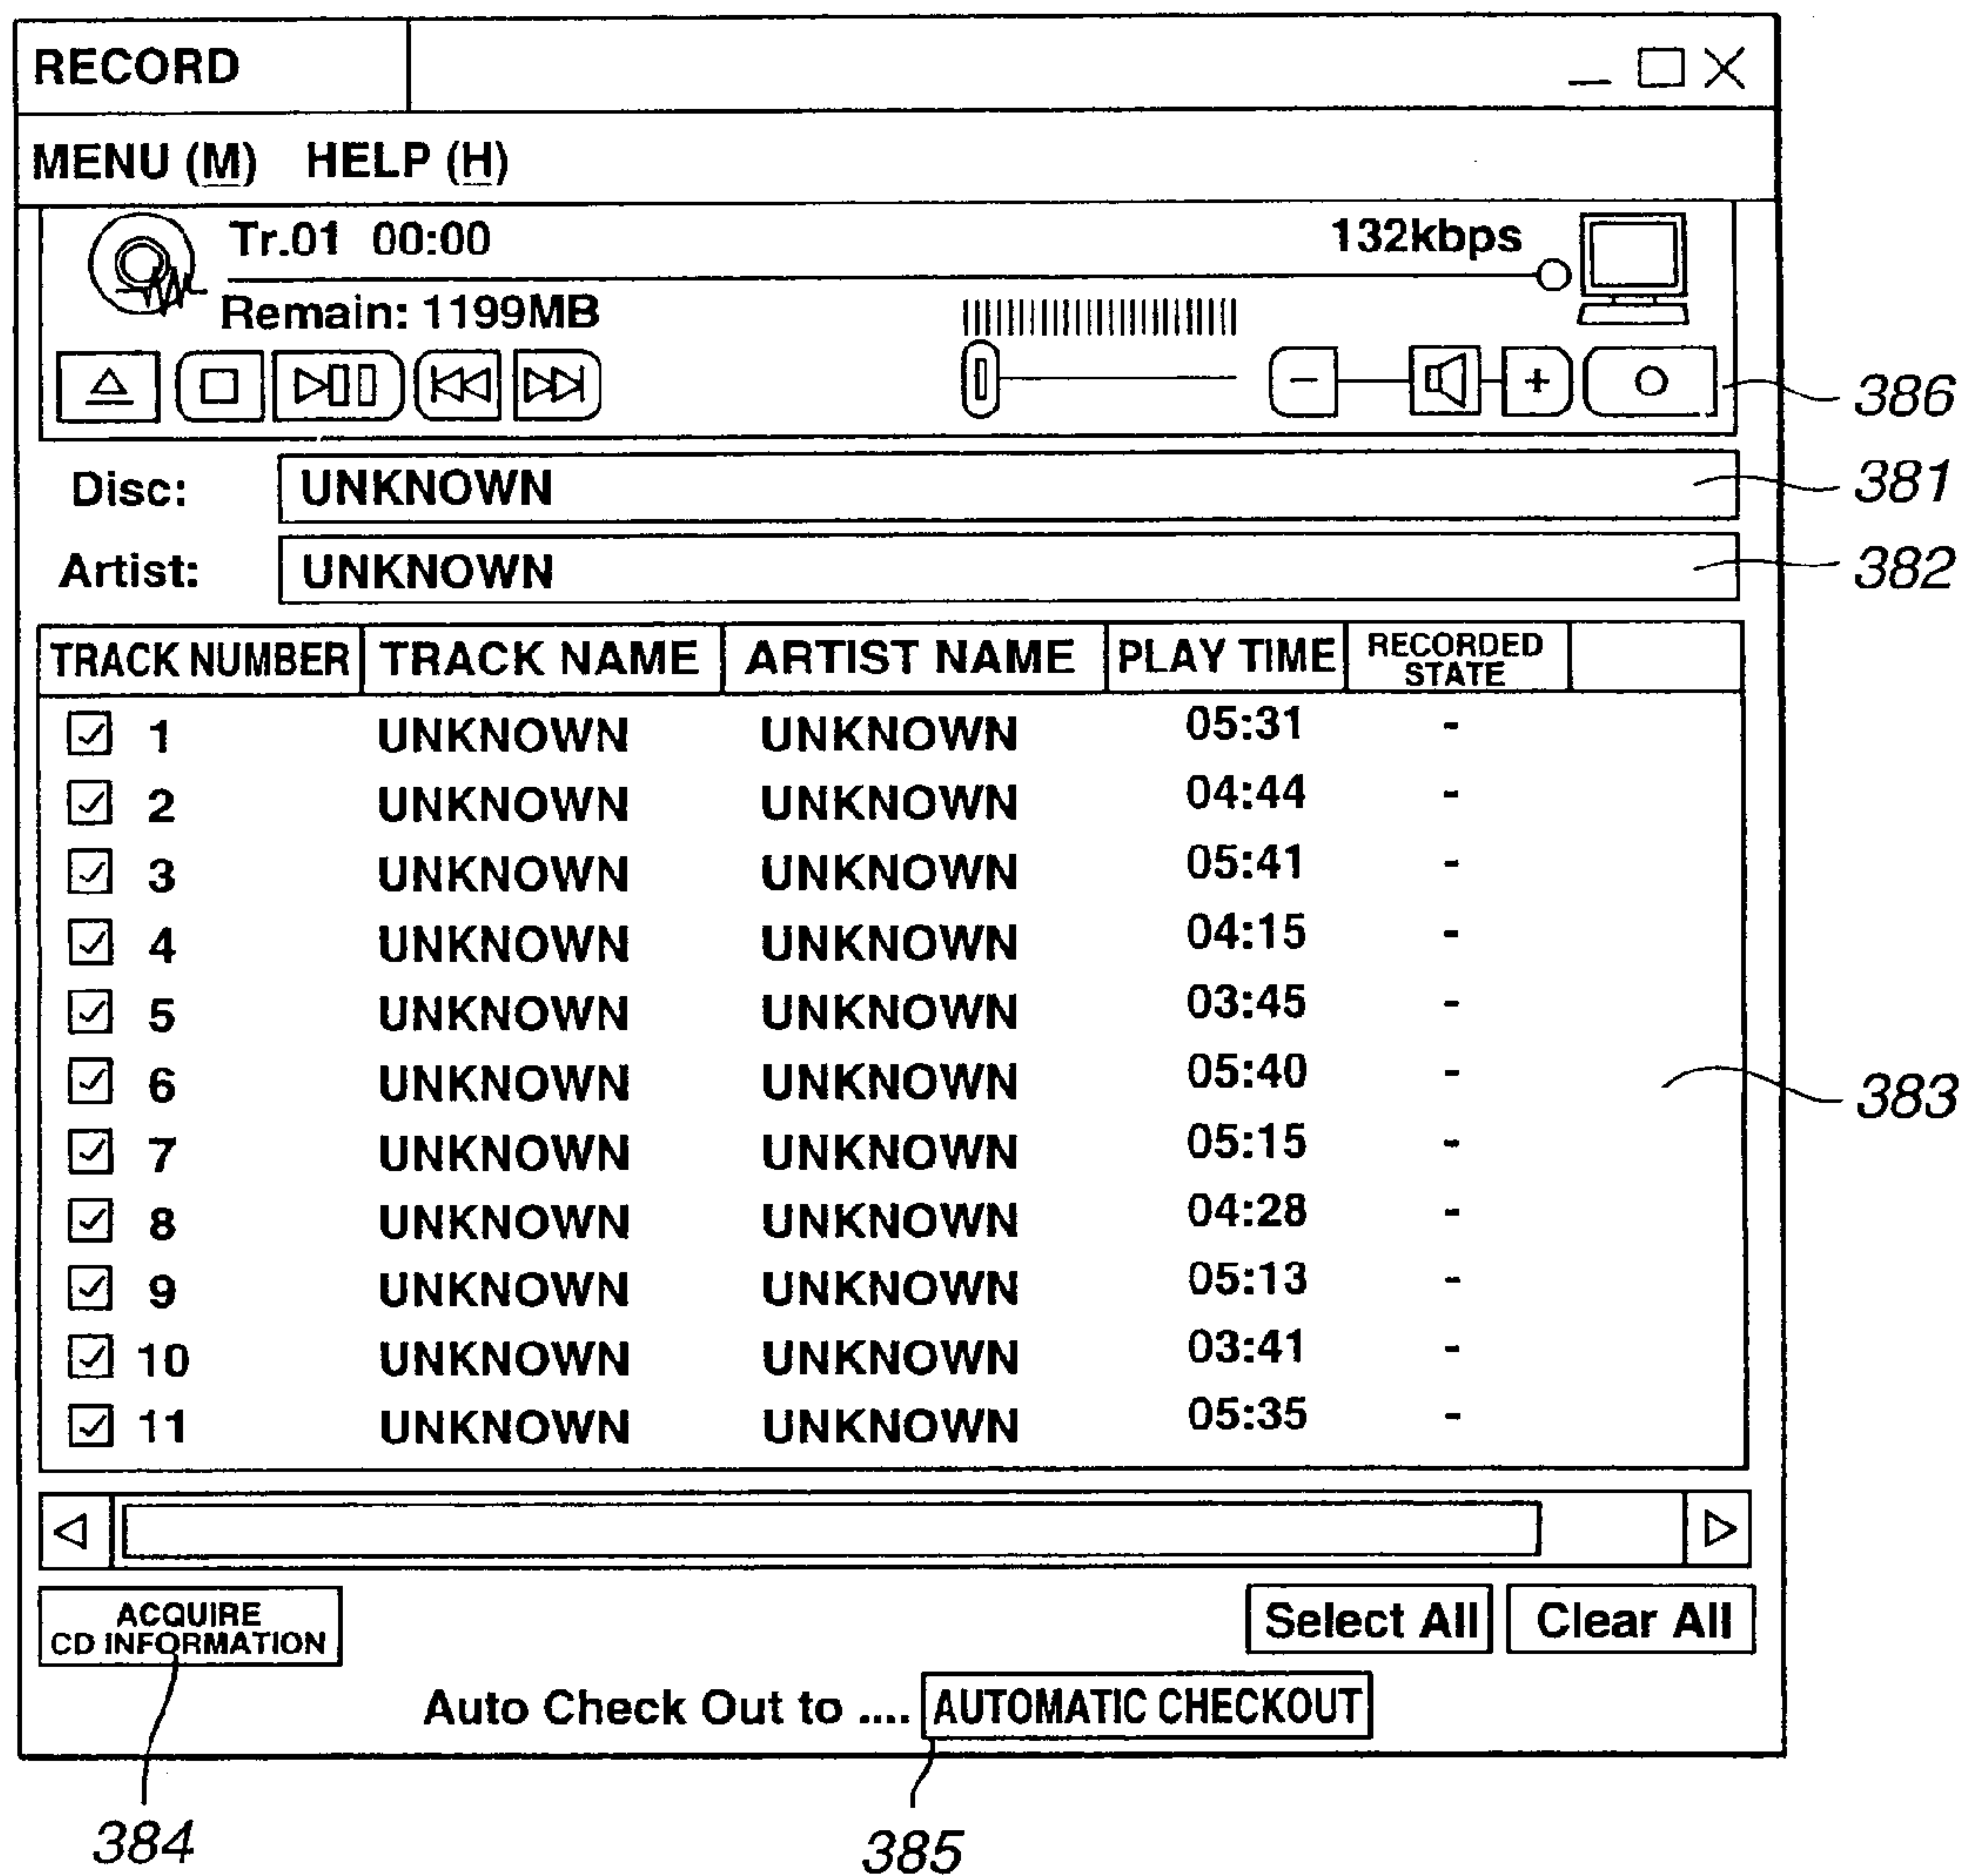 RECORD
MENU (M) HELP (H)
Tr.01 00:00 132kbps
Remain: 1199MB
386
Disc: UNKNOWN 381
Artist: UNKNOWN 382
TRACK NUMBER TRACK NAME ARTIST NAME PLAY TIME RECORDED STATE
1 UNKNOWN UNKNOWN 05:31 -
2 UNKNOWN UNKNOWN 04:44 -
3 UNKNOWN UNKNOWN 05:41 -
4 UNKNOWN UNKNOWN 04:15 -
5 UNKNOWN UNKNOWN 03:45 -
6 UNKNOWN UNKNOWN 05:40 -
383
7 UNKNOWN UNKNOWN 05:15 -
8 UNKNOWN UNKNOWN 04:28 -
9 UNKNOWN UNKNOWN 05:13 -
10 UNKNOWN UNKNOWN 03:41 -
11 UNKNOWN UNKNOWN 05:35 -
ACQUIRE
CD INFORMATION
Select All Clear All
Auto Check Out to .... AUTOMATIC CHECKOUT
384 385